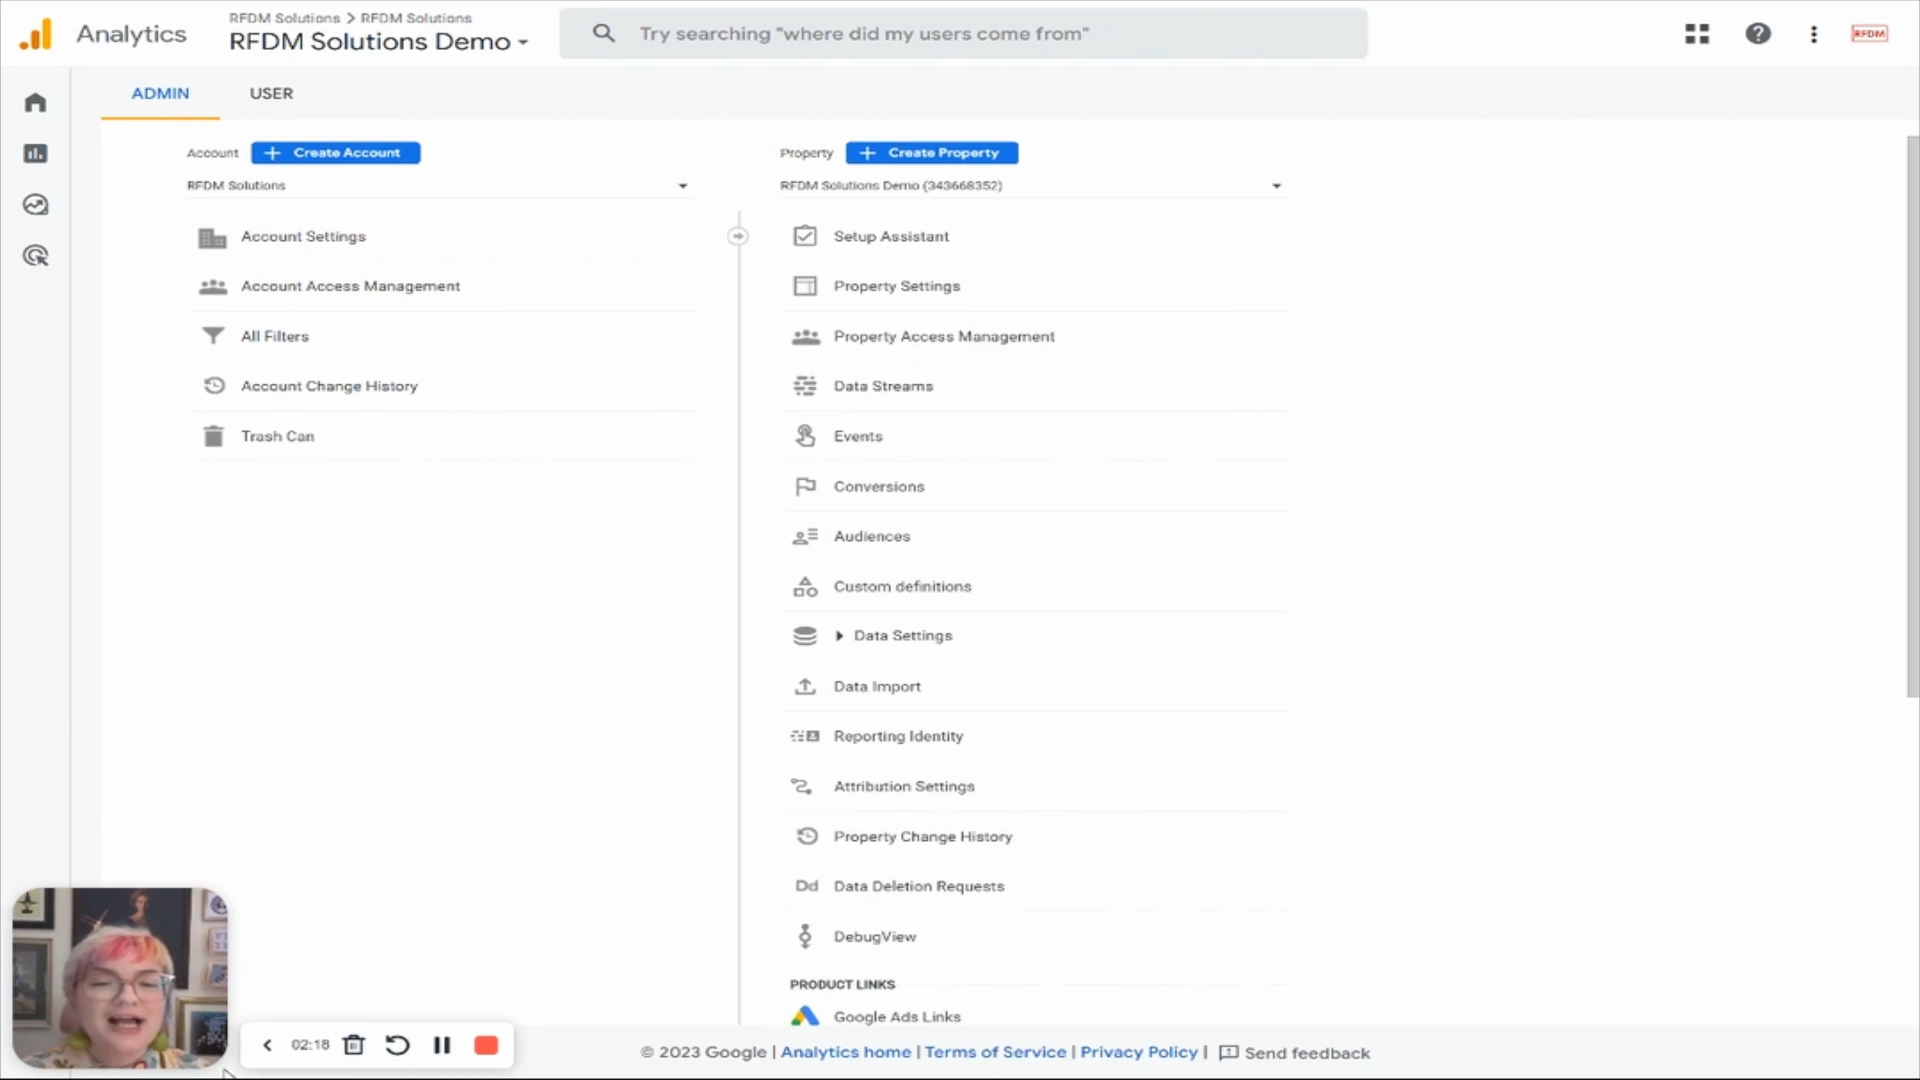 Analytics
RFDM Solutions > RFDM Solutions
RFDM Solutions Demo
Try searching "where did my users come from"
RFDM
ADMIN
USER
Account
+ Create Account
RFDM Solutions
Account Settings
Account Access Management
All Filters
Account Change History
Trash Can
Property
+ Create Property
RFDM Solutions Demo (343668352)
Setup Assistant
Property Settings
Property Access Management
Data Streams
Events
Conversions
Audiences
Custom definitions
Data Settings
Data Import
Reporting Identity
Attribution Settings
Property Change History
Dd Data Deletion Requests
DebugView
PRODUCT LINKS
Google Ads Links
02:18
© 2023 Google | Analytics home | Terms of Service | Privacy Policy | Send feedback